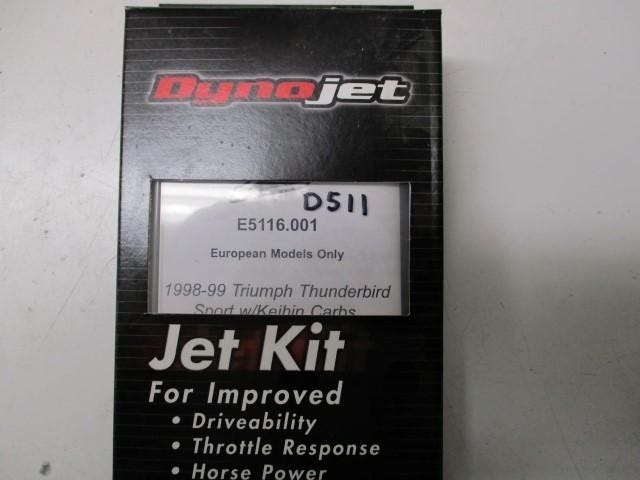 Dynojet
D511
E5116.001
European Models Only
1998-99 Triumph Thunderbird
Sport w/Keihin Carbs
Jet Kit
For Improved
• Driveability
• Throttle Response
• Horse Power